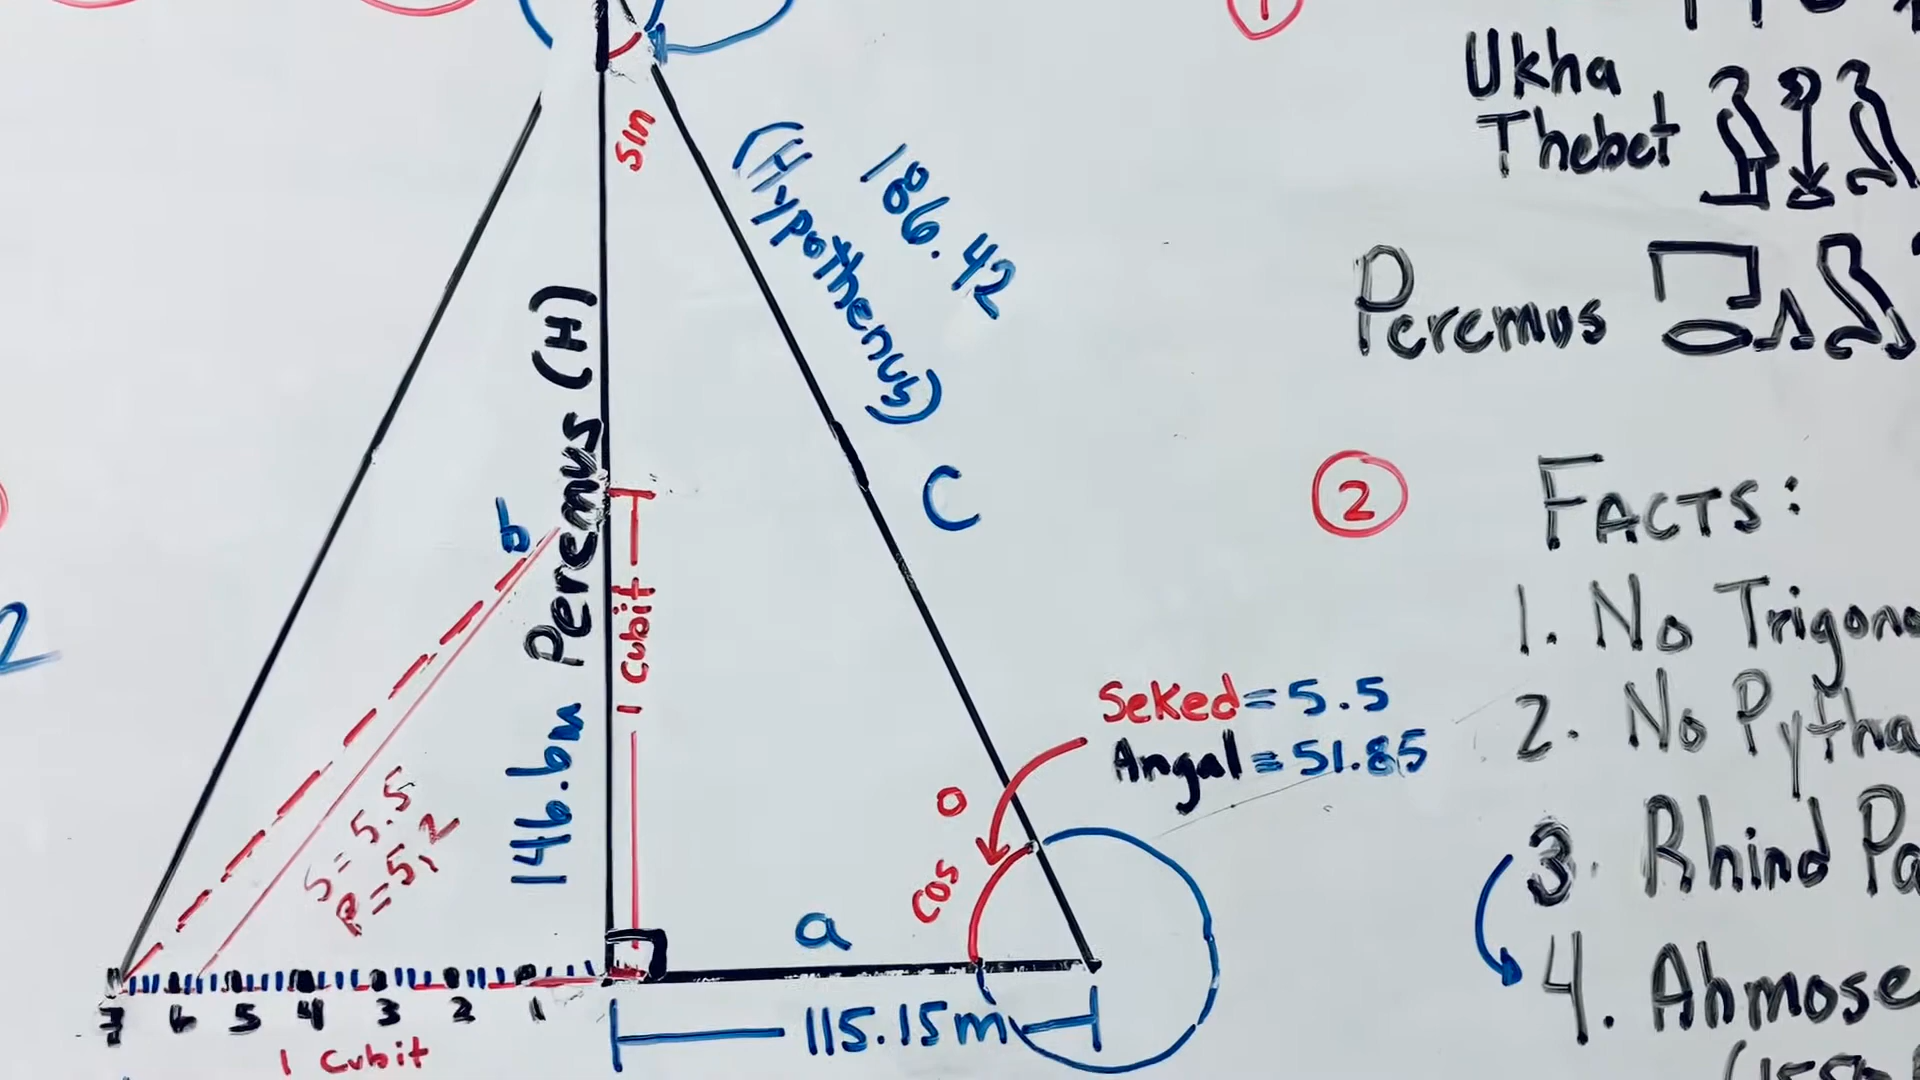 1
Ukha
Thebet
Peremus
sin
186.42
(Hypothenus)
C
Peremus (H)
b
146.6m
1 cubit
2
FACTS:
1. No Trigono
2. No Pytha
3. Rhind Pa
4. Ahmose
2
Seked = 5.5
Angal = 51.85
S = 5.5
P = 5,2
cos
a
7 6 5 4 3 2 1
1 Cubit
115.15m